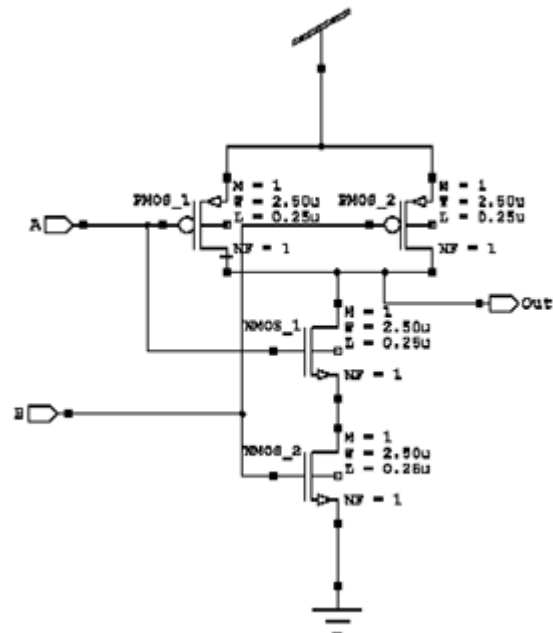 PMOS_1
M = 1
W = 2.50u
L = 0.25u
NF = 1
PMOS_2
M = 1
W = 2.50u
L = 0.25u
NF = 1
A
Out
NMOS_1
M = 1
W = 2.50u
L = 0.25u
NF = 1
B
NMOS_2
M = 1
W = 2.50u
L = 0.25u
NF = 1